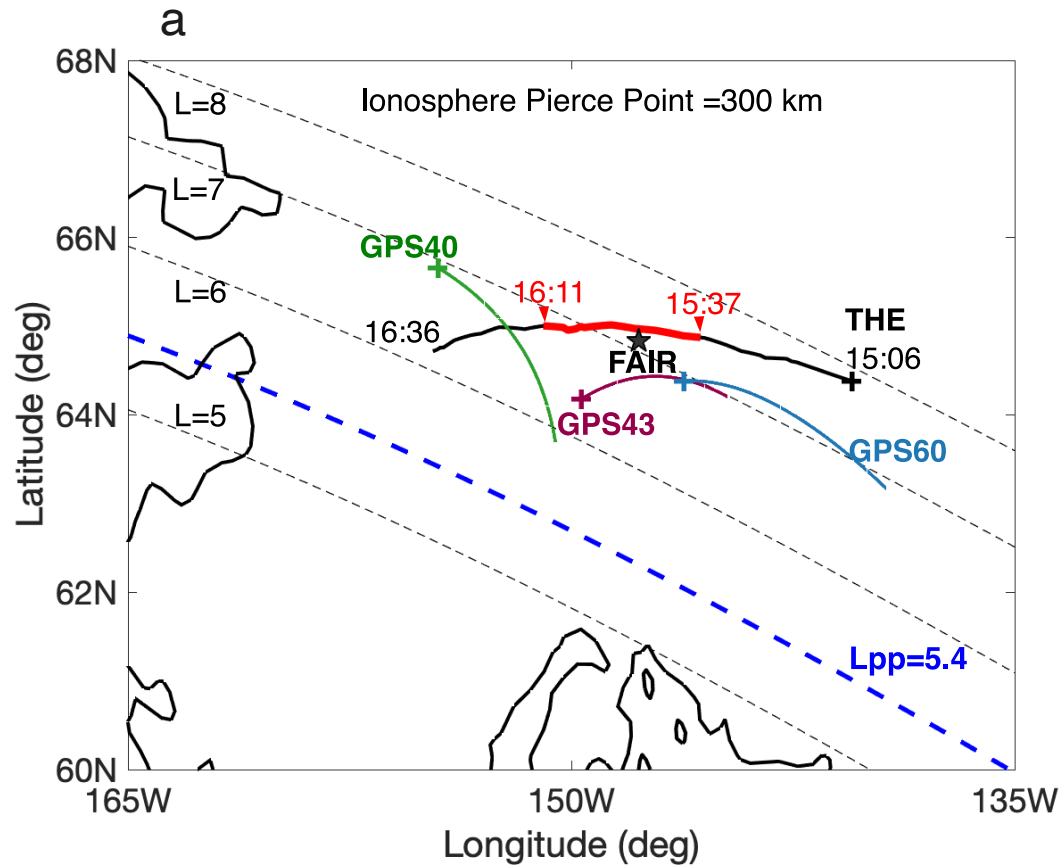 a
68N
Ionosphere Pierce Point =300 km
L=8
L=7
66N
GPS40
L=6
16:11
15:37
THE
16:36
15:06
FAIR
L=5
64N
GPS43
GPS60
62N
Lpp=5.4
60N
165W
150W
135W
Longitude (deg)
Latitude (deg)